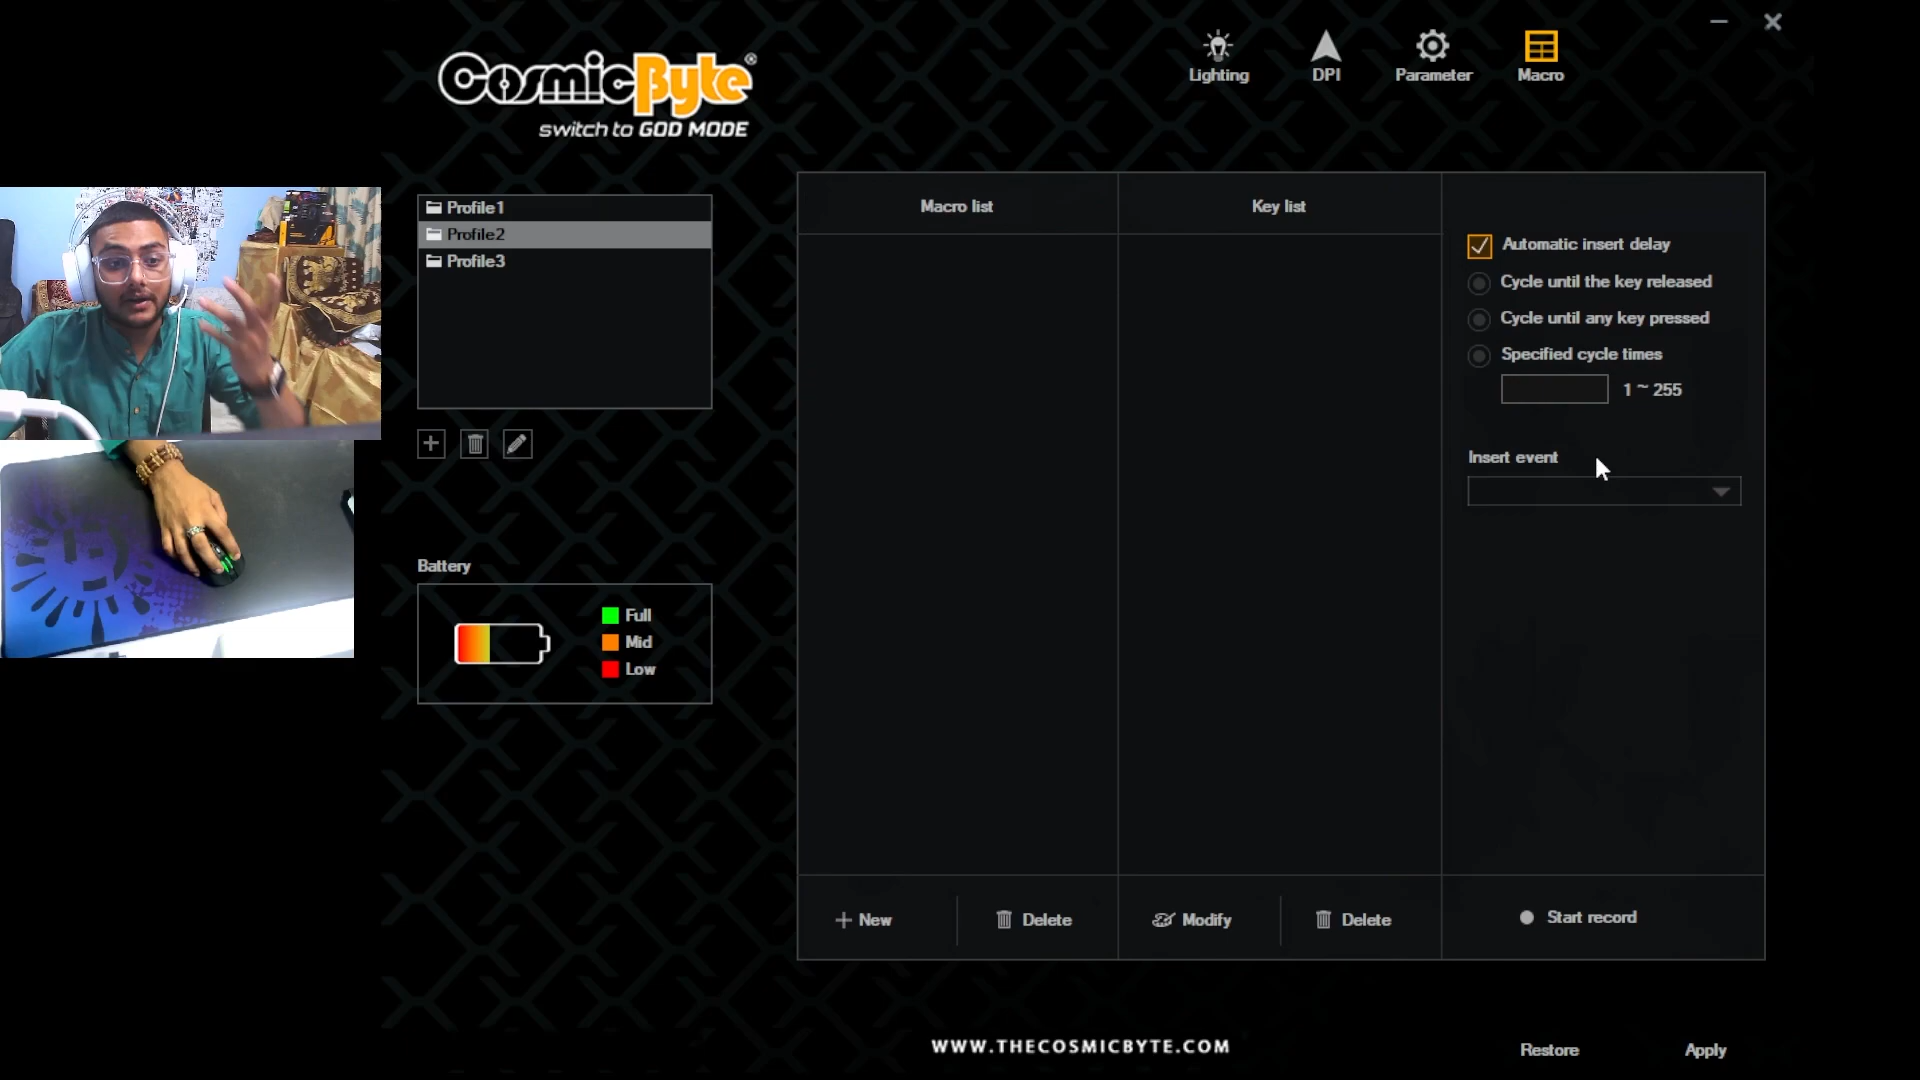 Lighting
DPI
Parameter
Macro
CosmicByte®
switch to GOD MODE
Profile1
Profile2
Profile3
Battery
Full
Mid
Low
Macro list
Key list
Automatic insert delay
Cycle until the key released
Cycle until any key pressed
Specified cycle times
1 ~ 255
Insert event
New
Delete
Modify
Delete
Start record
WWW.THECOSMICBYTE.COM
Restore
Apply